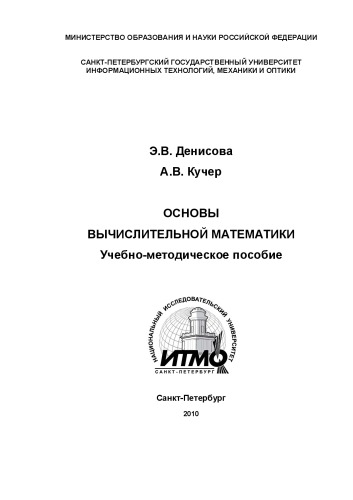 МИНИСТЕРСТВО ОБРАЗОВАНИЯ И НАУКИ РОССИЙСКОЙ ФЕДЕРАЦИИ
САНКТ-ПЕТЕРБУРГСКИЙ ГОСУДАРСТВЕННЫЙ УНИВЕРСИТЕТ
ИНФОРМАЦИОННЫХ ТЕХНОЛОГИЙ, МЕХАНИКИ И ОПТИКИ
Э.В. Денисова
А.В. Кучер
ОСНОВЫ
ВЫЧИСЛИТЕЛЬНОЙ МАТЕМАТИКИ
Учебно-методическое пособие
НАЦИОНАЛЬНЫЙ ИССЛЕДОВАТЕЛЬСКИЙ УНИВЕРСИТЕТ
ИТМО
САНКТ-ПЕТЕРБУРГ
Санкт-Петербург
2010